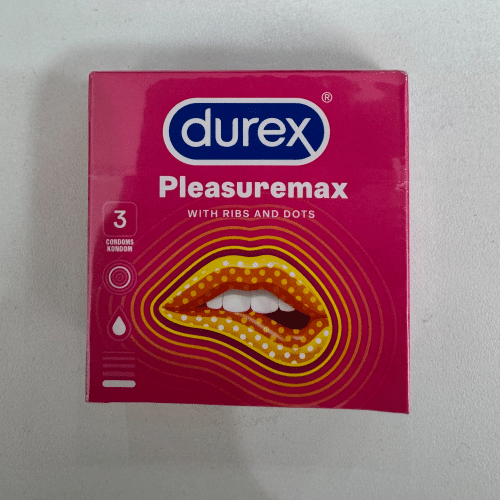 durex®
Pleasuremax
WITH RIBS AND DOTS
3
CONDOMS
KONDOM